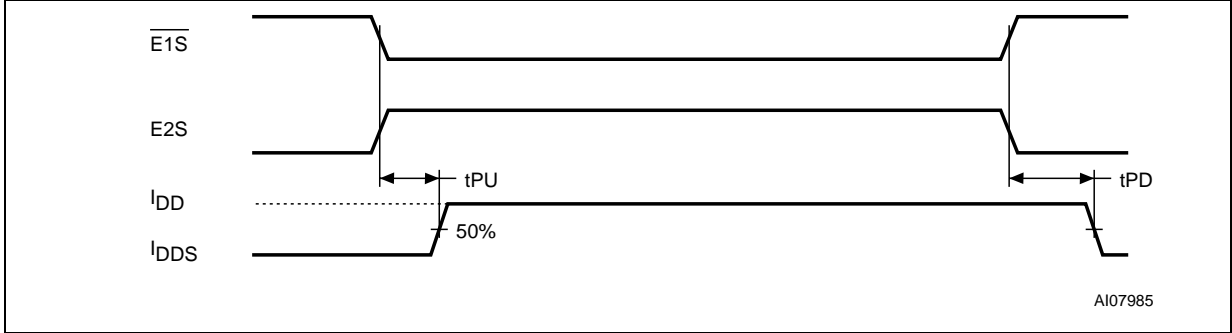 E1S
E2S
tPU
tPD
IDD
50%
IDDS
AI07985